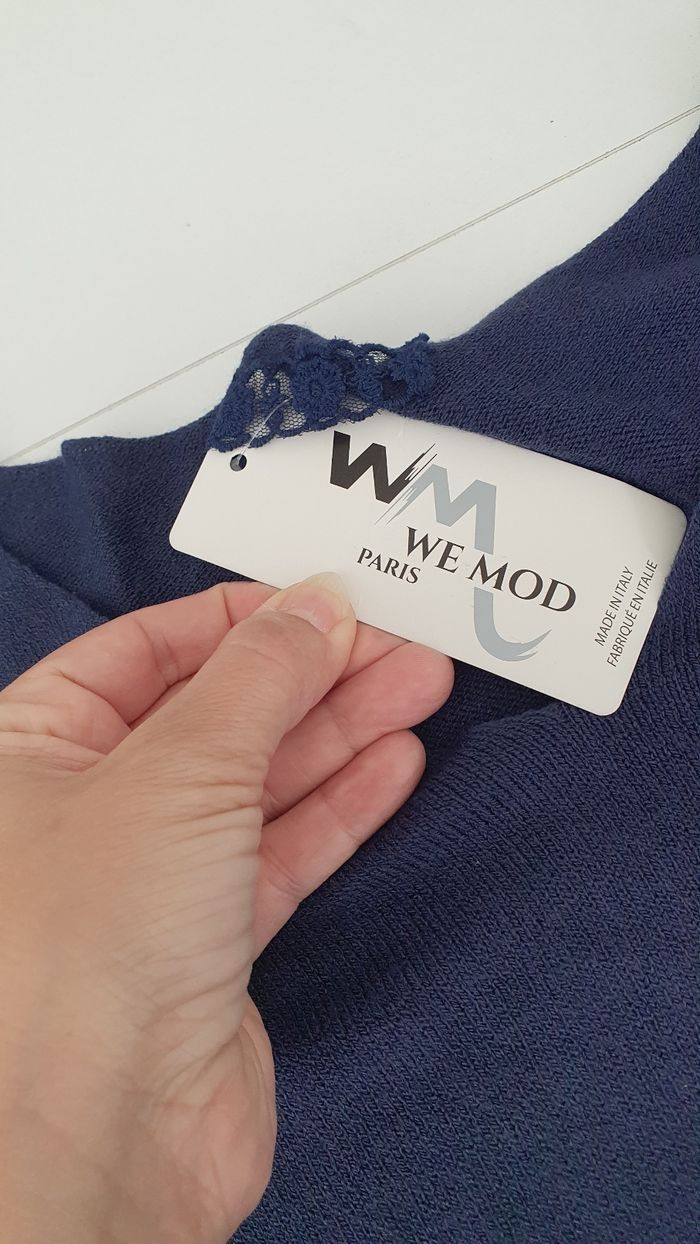 WM
WE MOD
PARIS
MADE IN ITALY
FABRIQUÉ EN ITALIE